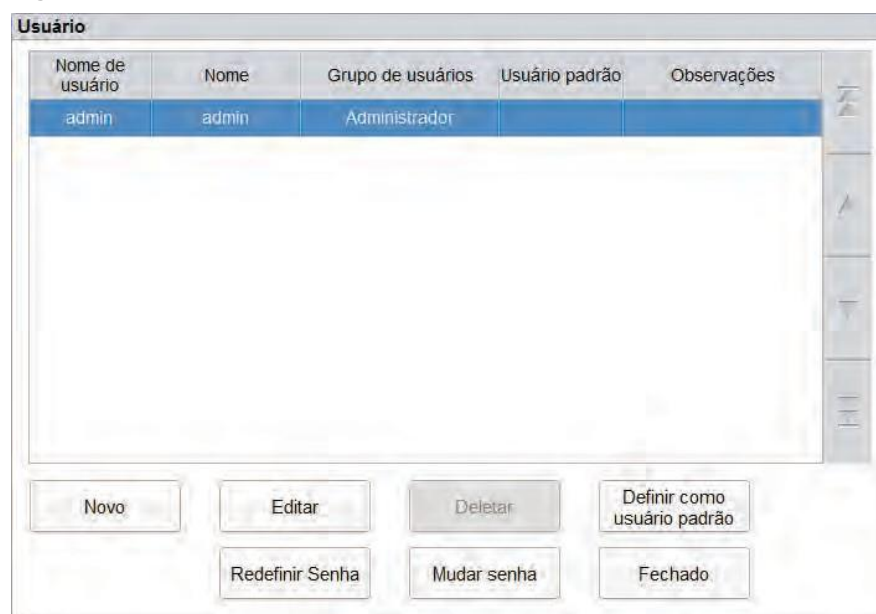 Usuário
Nome de usuário Nome Grupo de usuários Usuário padrão Observações
admin admin Administrador
Novo Editar Deletar Definir como usuário padrão
Redefinir Senha Mudar senha Fechado